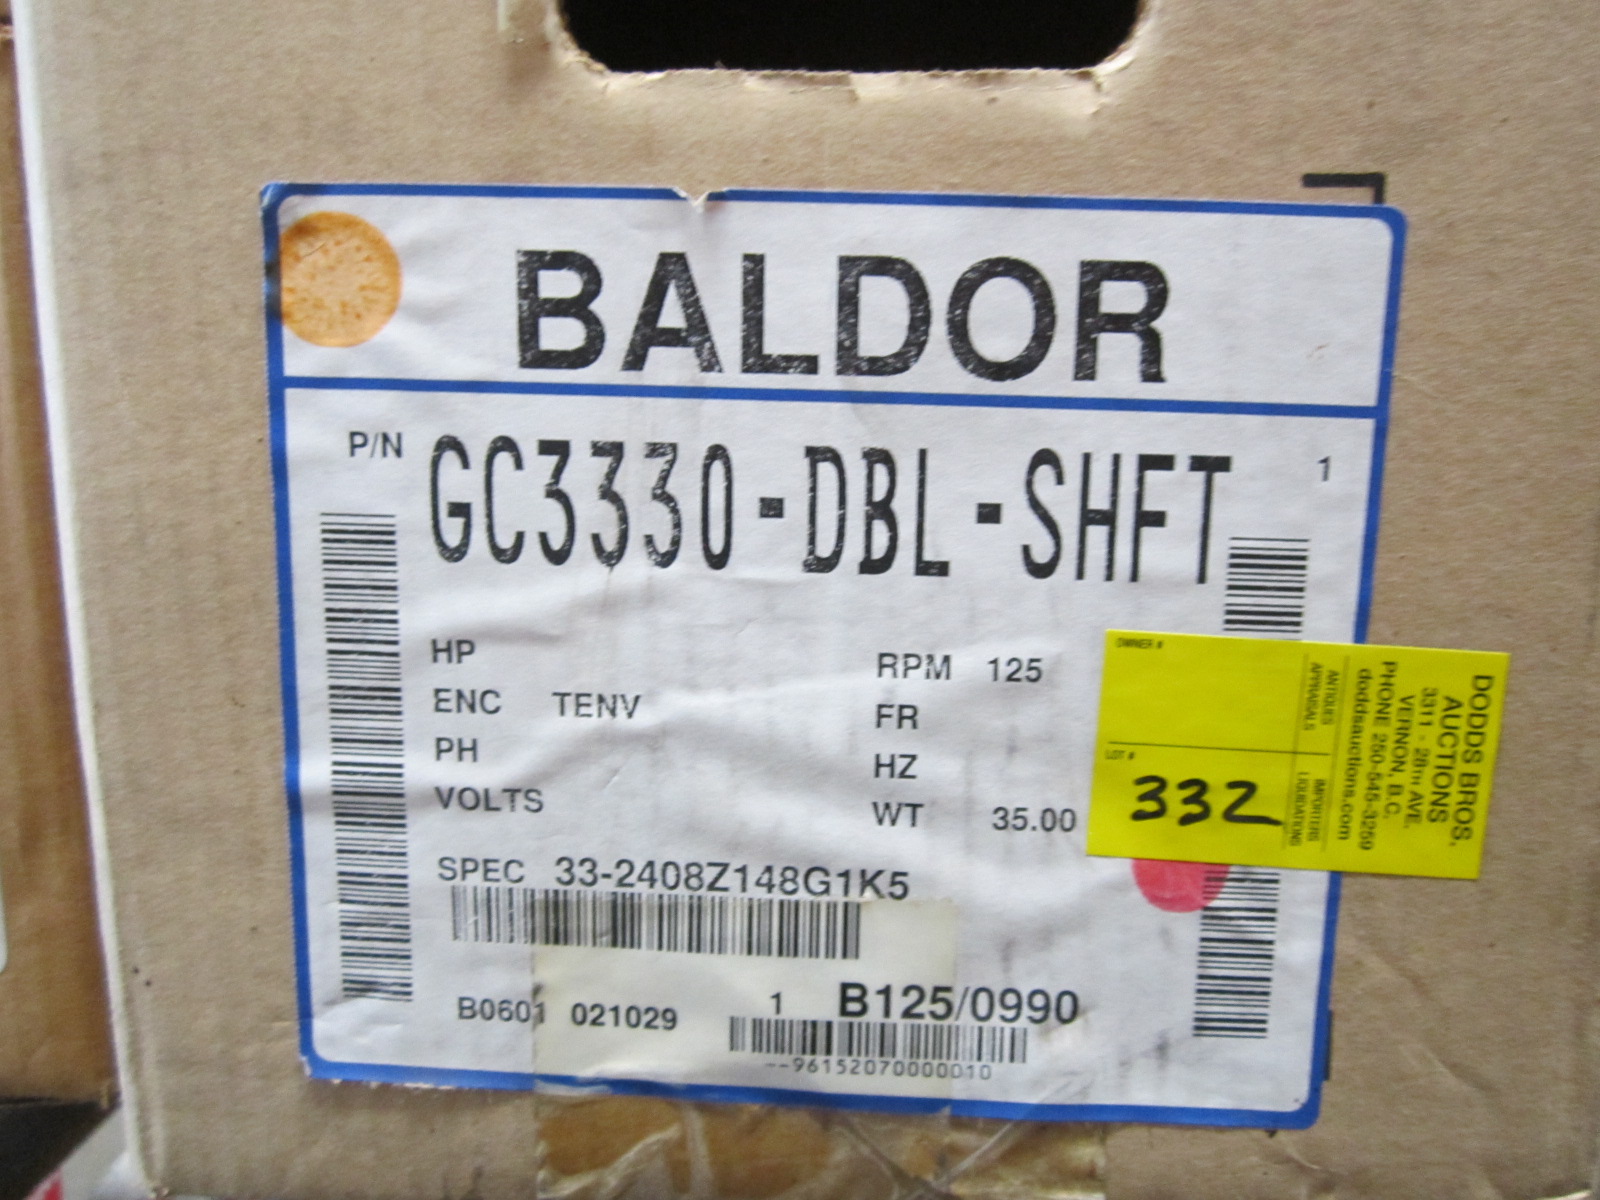 BALDOR
P/N GC3330-DBL-SHFT 1
HP
RPM 125
ENC TENV
FR
PH
HZ
VOLTS
WT 35.00
SPEC 33-2408Z148G1K5
B0601 021029 1 B125/0990
--96152070000010
OWNER #
LOT #
332
ANTIQUES
APPRAISALS
IMPORTERS
LIQUIDATIONS
DODDS BROS.
AUCTIONS
3311 - 28TH AVE.
VERNON, B.C.
PHONE 250-545-3259
doddsauctions.com